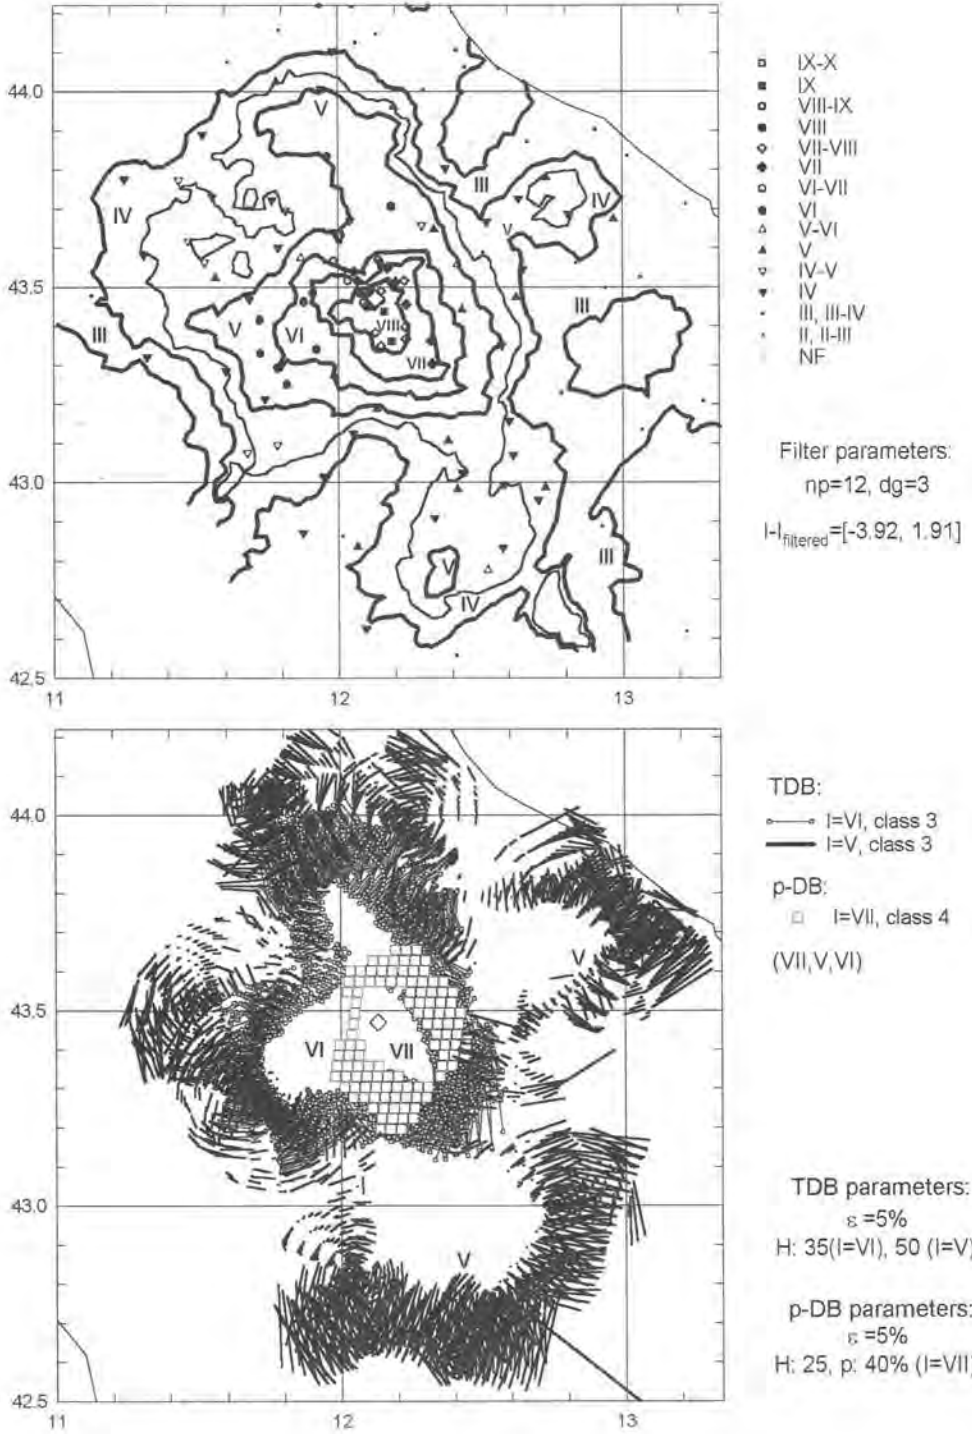 44.0
43.5
43.0
42.5
11
12
13
V
IV
III
IV
V
III
III
V
VI
VIII
VII
V
IV
III
IX-X
IX
VIII-IX
VIII
VII-VIII
VII
VI-VII
VI
V-VI
V
IV-V
IV
III, III-IV
II, II-III
NF
Filter parameters:
np=12, dg=3
I-Ifiltered=[-3.92, 1.91]
44.0
43.5
43.0
42.5
11
12
13
V
VI
VII
V
TDB:
I=VI, class 3
I=V, class 3
p-DB:
I=VII, class 4
(VII,V,VI)
TDB parameters:
ε =5%
H: 35(I=VI), 50 (I=V)
p-DB parameters:
ε =5%
H: 25, p: 40% (I=VII)